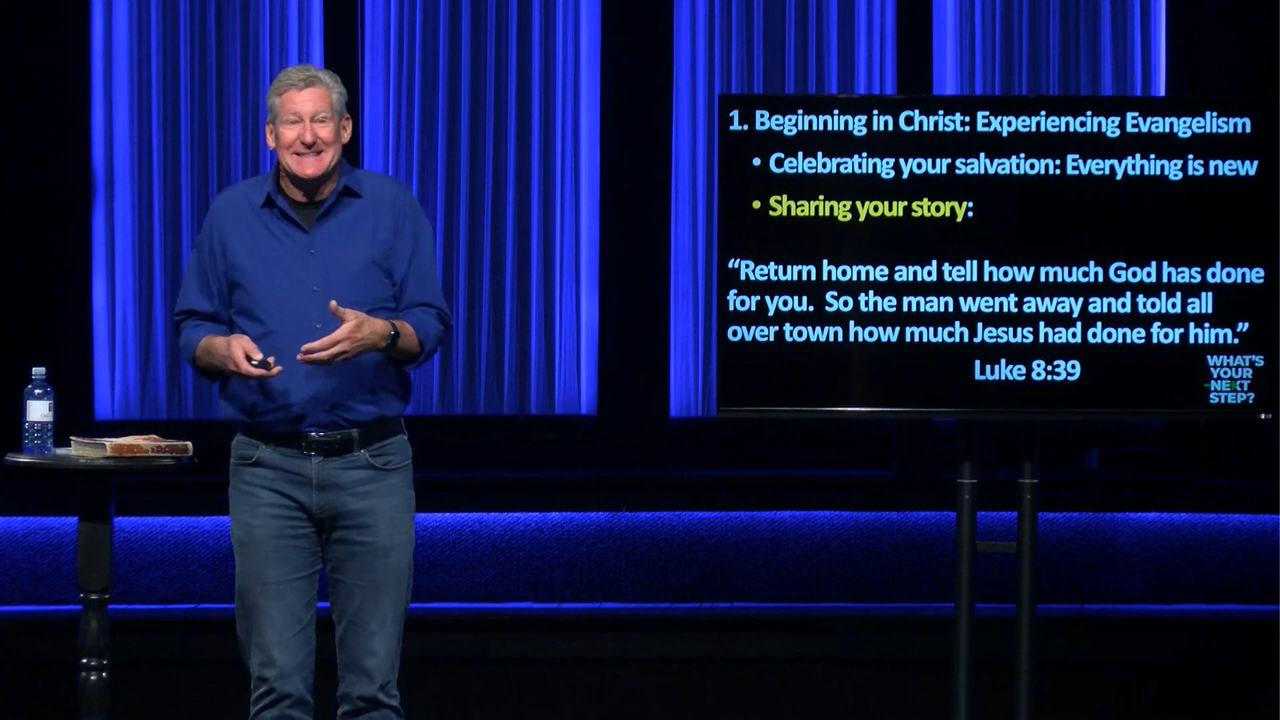 1. Beginning in Christ: Experiencing Evangelism
• Celebrating your salvation: Everything is new
• Sharing your story:
“Return home and tell how much God has done
for you.  So the man went away and told all
over town how much Jesus had done for him.”
Luke 8:39
WHAT'S
YOUR
NEXT
STEP?